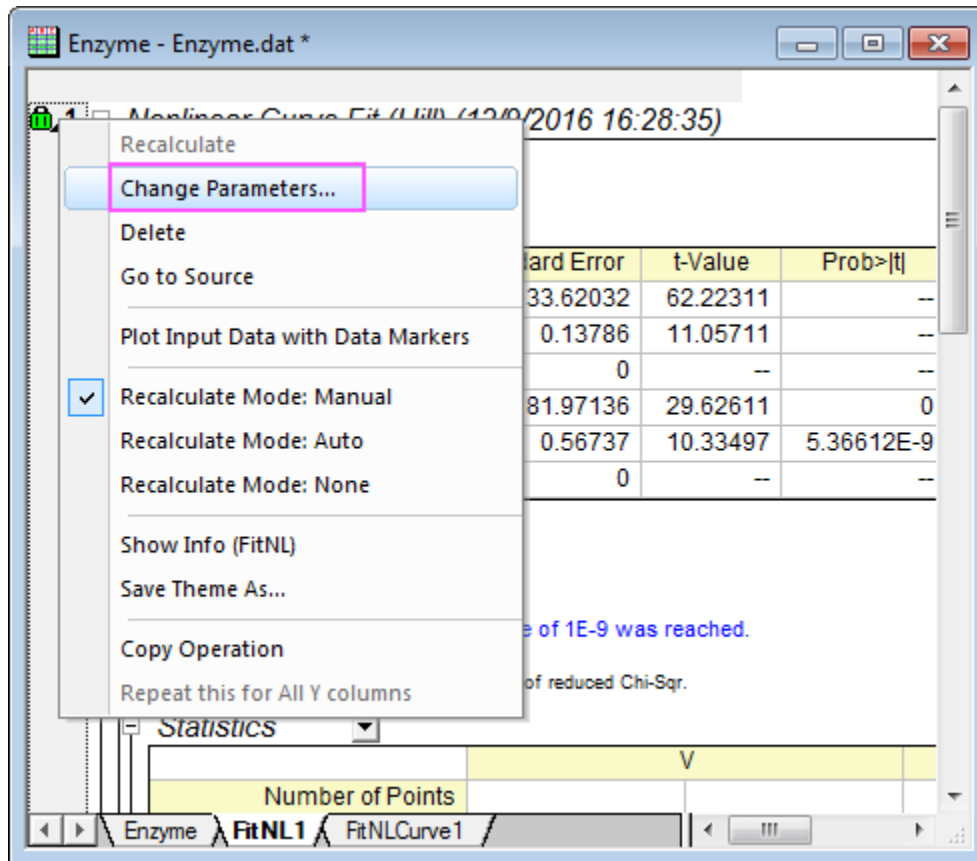 Enzyme - Enzyme.dat *
1 Nonlinear Curve Fit (Hill) (12/9/2016 16:28:35)
Recalculate
Change Parameters...
Delete
Go to Source
Plot Input Data with Data Markers
Recalculate Mode: Manual
Recalculate Mode: Auto
Recalculate Mode: None
Show Info (FitNL)
Save Theme As...
Copy Operation
Repeat this for All Y columns
Error t-Value Prob>|t|
33.62032 62.22311 --
0.13786 11.05711 --
0 -- --
81.97136 29.62611 0
0.56737 10.33497 5.36612E-9
0 -- --
of 1E-9 was reached.
of reduced Chi-Sqr.
Statistics
V
Number of Points
Enzyme FitNL1 FitNLCurve1